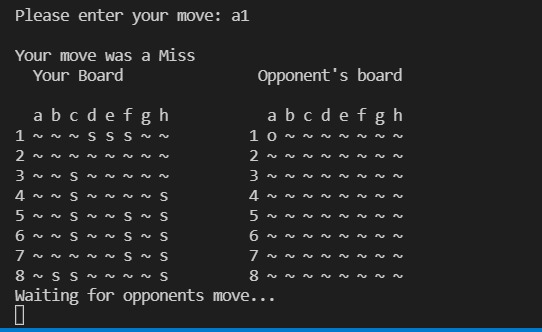 Please enter your move: a1
Your move was a Miss
Your Board Opponent's board
a b c d e f g h a b c d e f g h
1 ~ ~ ~ s s s ~ ~ 1 o ~ ~ ~ ~ ~ ~ ~
2 ~ ~ ~ ~ ~ ~ ~ ~ 2 ~ ~ ~ ~ ~ ~ ~ ~
3 ~ ~ s ~ ~ ~ ~ ~ 3 ~ ~ ~ ~ ~ ~ ~ ~
4 ~ ~ s ~ ~ ~ ~ s 4 ~ ~ ~ ~ ~ ~ ~ ~
5 ~ ~ s ~ ~ s ~ s 5 ~ ~ ~ ~ ~ ~ ~ ~
6 ~ ~ s ~ ~ s ~ s 6 ~ ~ ~ ~ ~ ~ ~ ~
7 ~ ~ ~ ~ ~ s ~ s 7 ~ ~ ~ ~ ~ ~ ~ ~
8 ~ s s ~ ~ ~ ~ s 8 ~ ~ ~ ~ ~ ~ ~ ~
Waiting for opponents move...